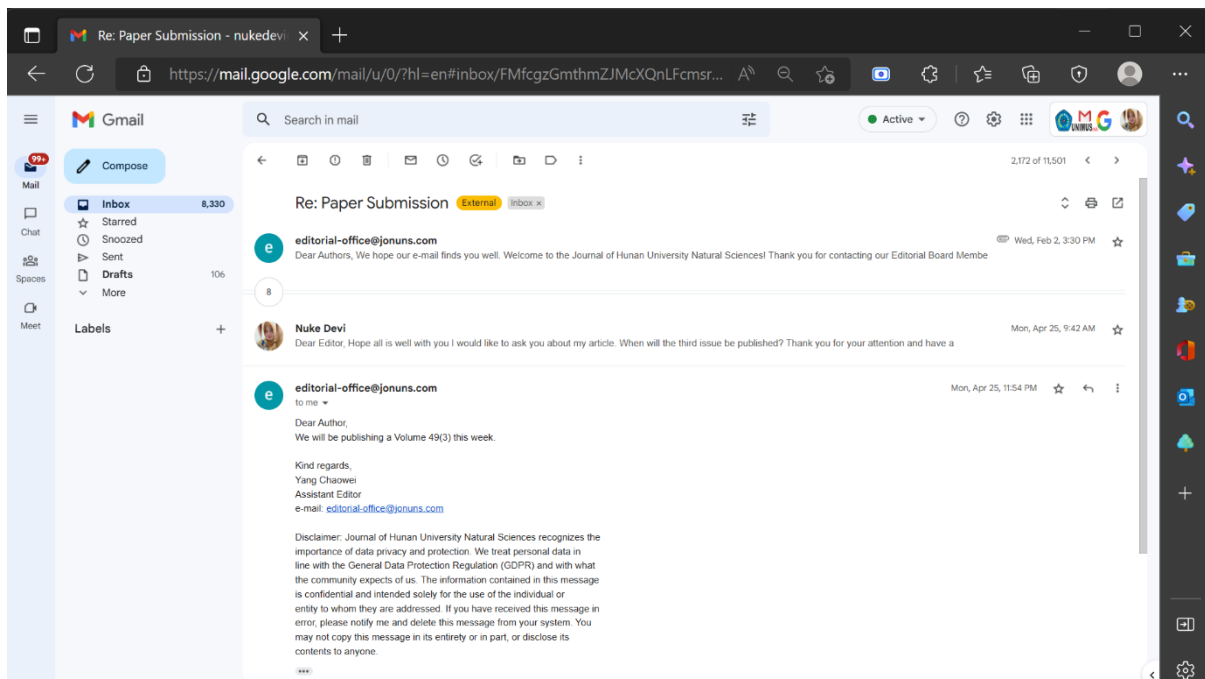 Re: Paper Submission - nukedevi
https://mail.google.com/mail/u/0/?hl=en#inbox/FMfcgzGmthmZJMcXQnLFcmsr...
Gmail
Search in mail
Active
UNIMUS
99+
Mail
Chat
Spaces
Meet
Compose
Inbox 8,330
Starred
Snoozed
Sent
Drafts 106
More
Labels
2,172 of 11,501
Re: Paper Submission External Inbox x
editorial-office@jonuns.com Wed, Feb 2, 3:30 PM
Dear Authors, We hope our e-mail finds you well. Welcome to the Journal of Hunan University Natural Sciences! Thank you for contacting our Editorial Board Membe
8
Nuke Devi Mon, Apr 25, 9:42 AM
Dear Editor, Hope all is well with you I would like to ask you about my article. When will the third issue be published? Thank you for your attention and have a
editorial-office@jonuns.com Mon, Apr 25, 11:54 PM
to me
Dear Author,
We will be publishing a Volume 49(3) this week.
Kind regards,
Yang Chaowei
Assistant Editor
e-mail: editorial-office@jonuns.com
Disclaimer: Journal of Hunan University Natural Sciences recognizes the
importance of data privacy and protection. We treat personal data in
line with the General Data Protection Regulation (GDPR) and with what
the community expects of us. The information contained in this message
is confidential and intended solely for the use of the individual or
entity to whom they are addressed. If you have received this message in
error, please notify me and delete this message from your system. You
may not copy this message in its entirety or in part, or disclose its
contents to anyone.